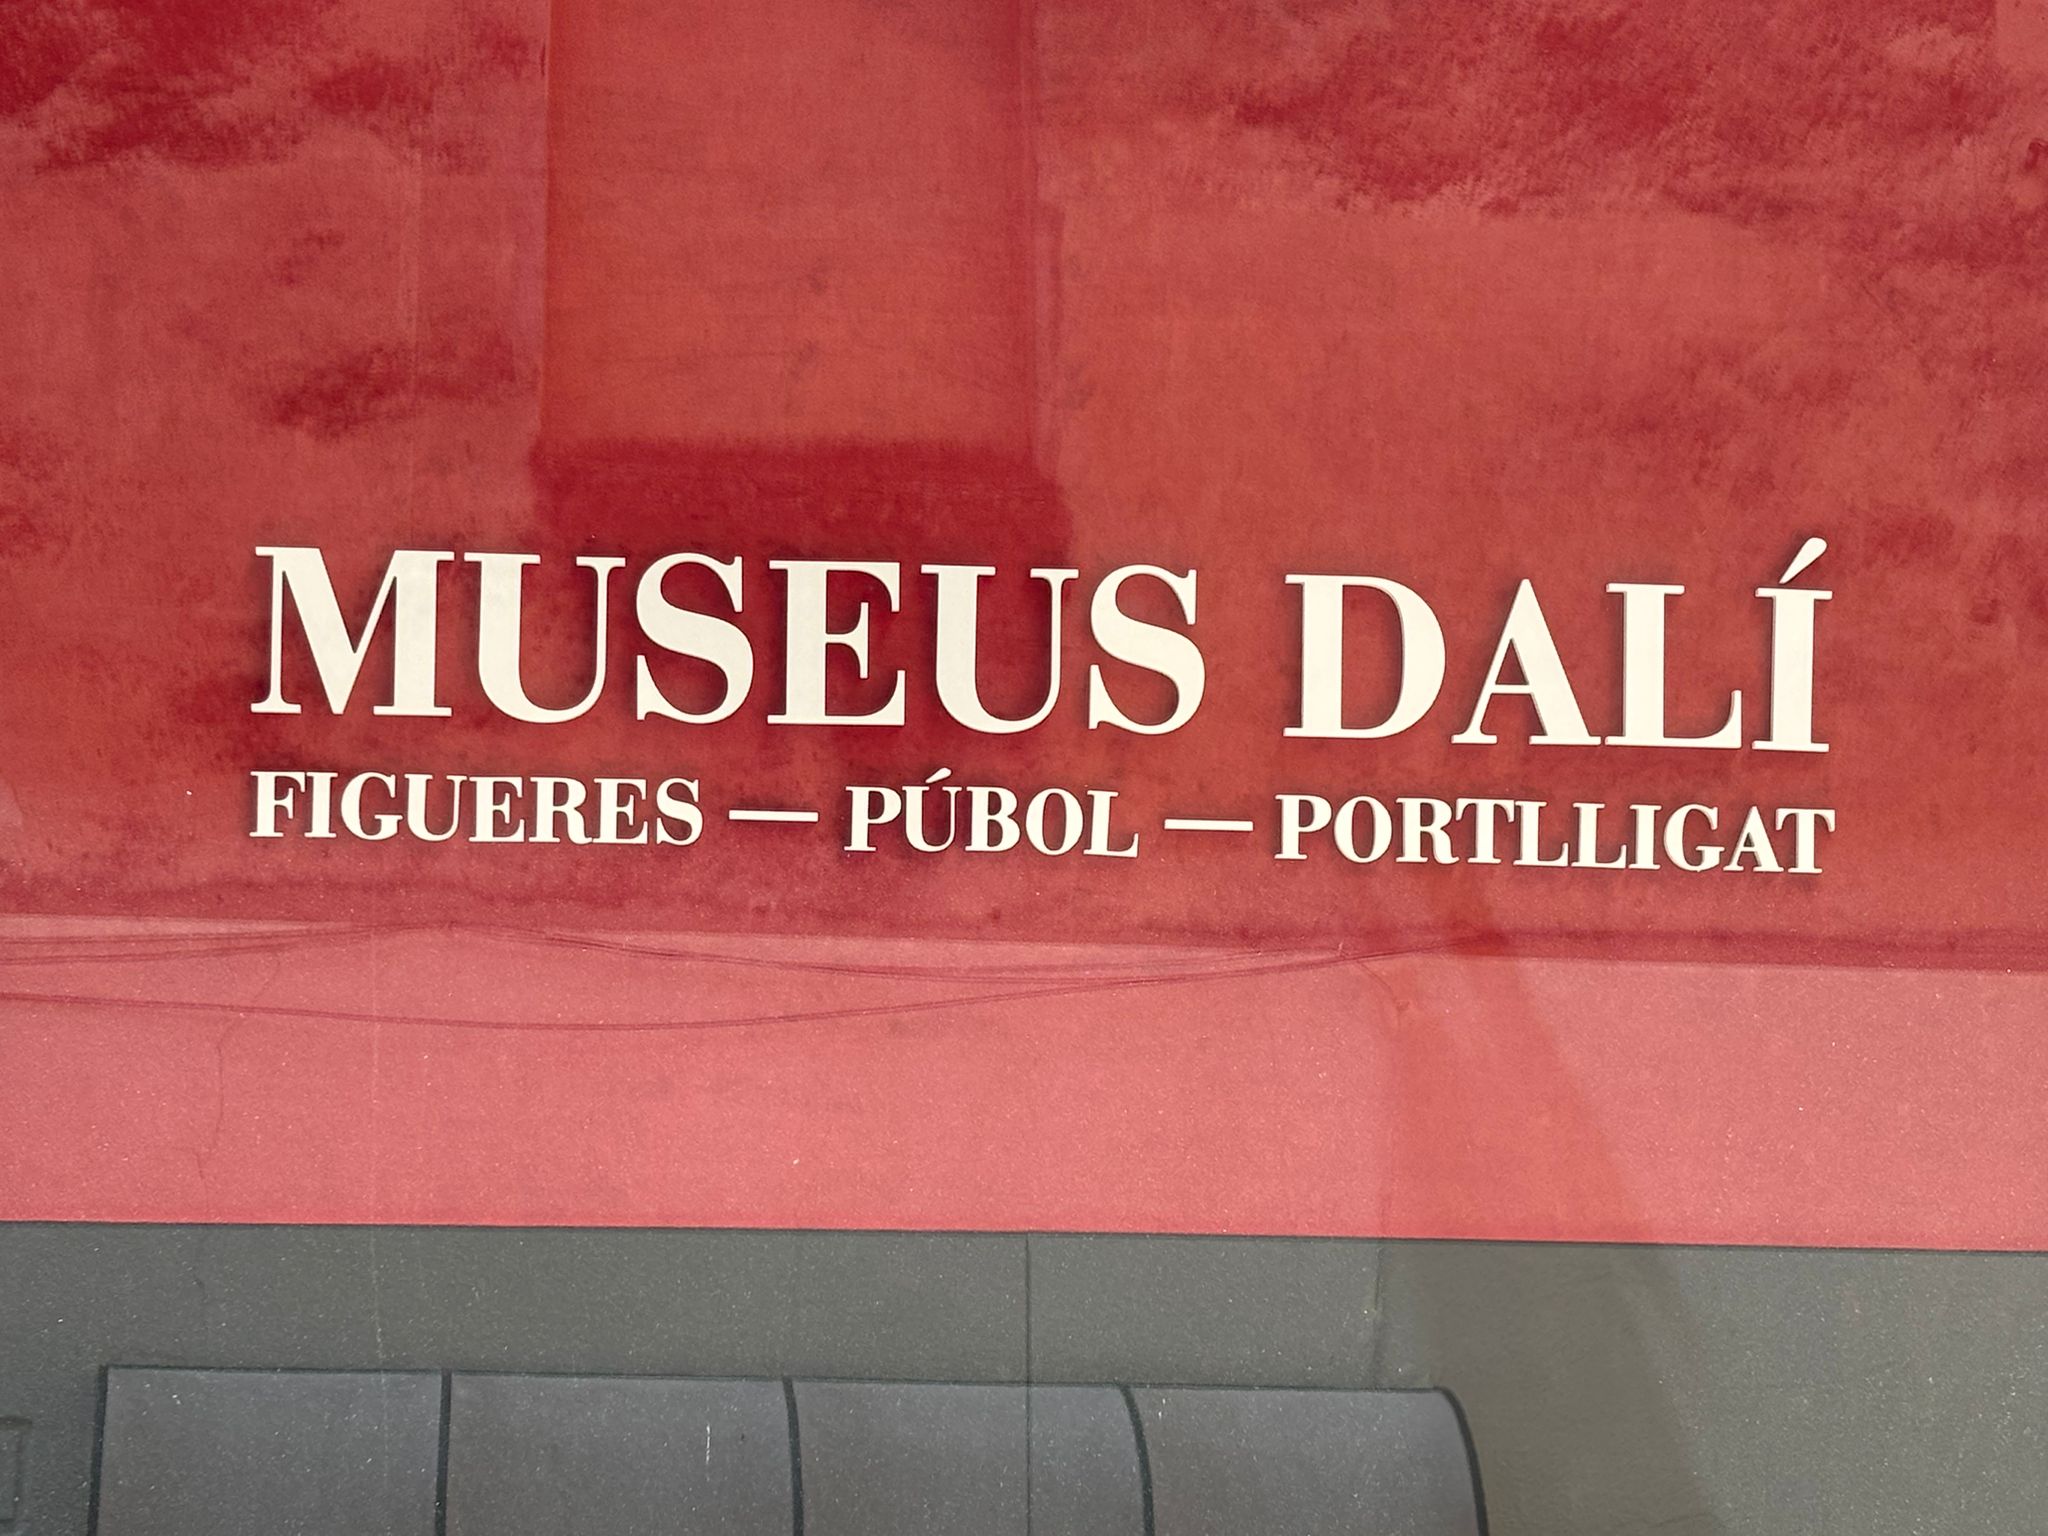 MUSEUS DALÍ
FIGUERES — PÚBOL — PORTLLIGAT